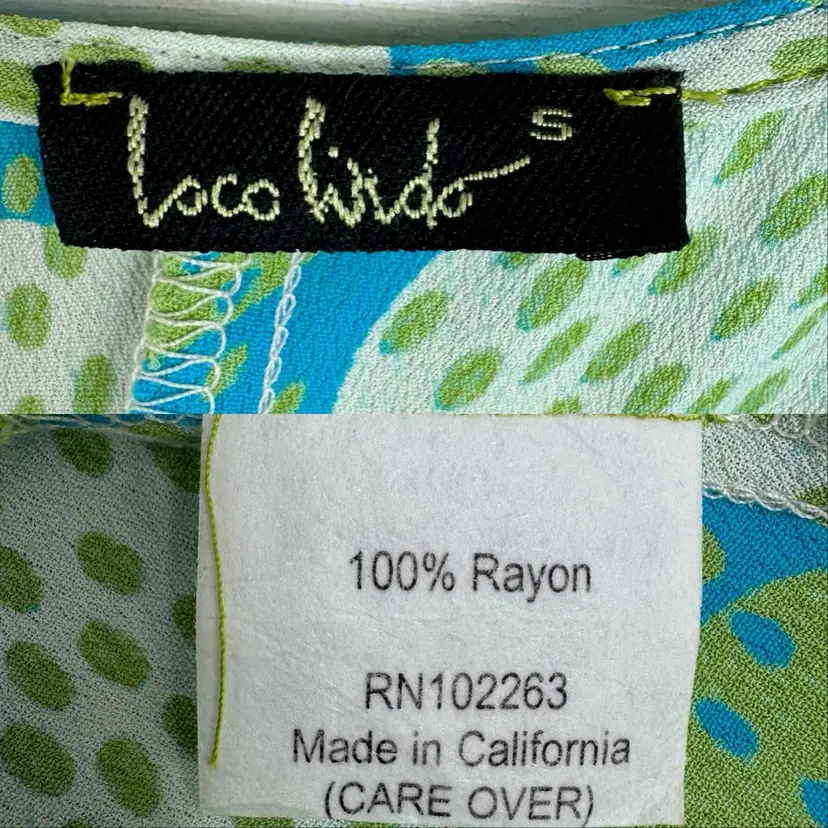 Loco Lindo S
100% Rayon
RN102263
Made in California
(CARE OVER)